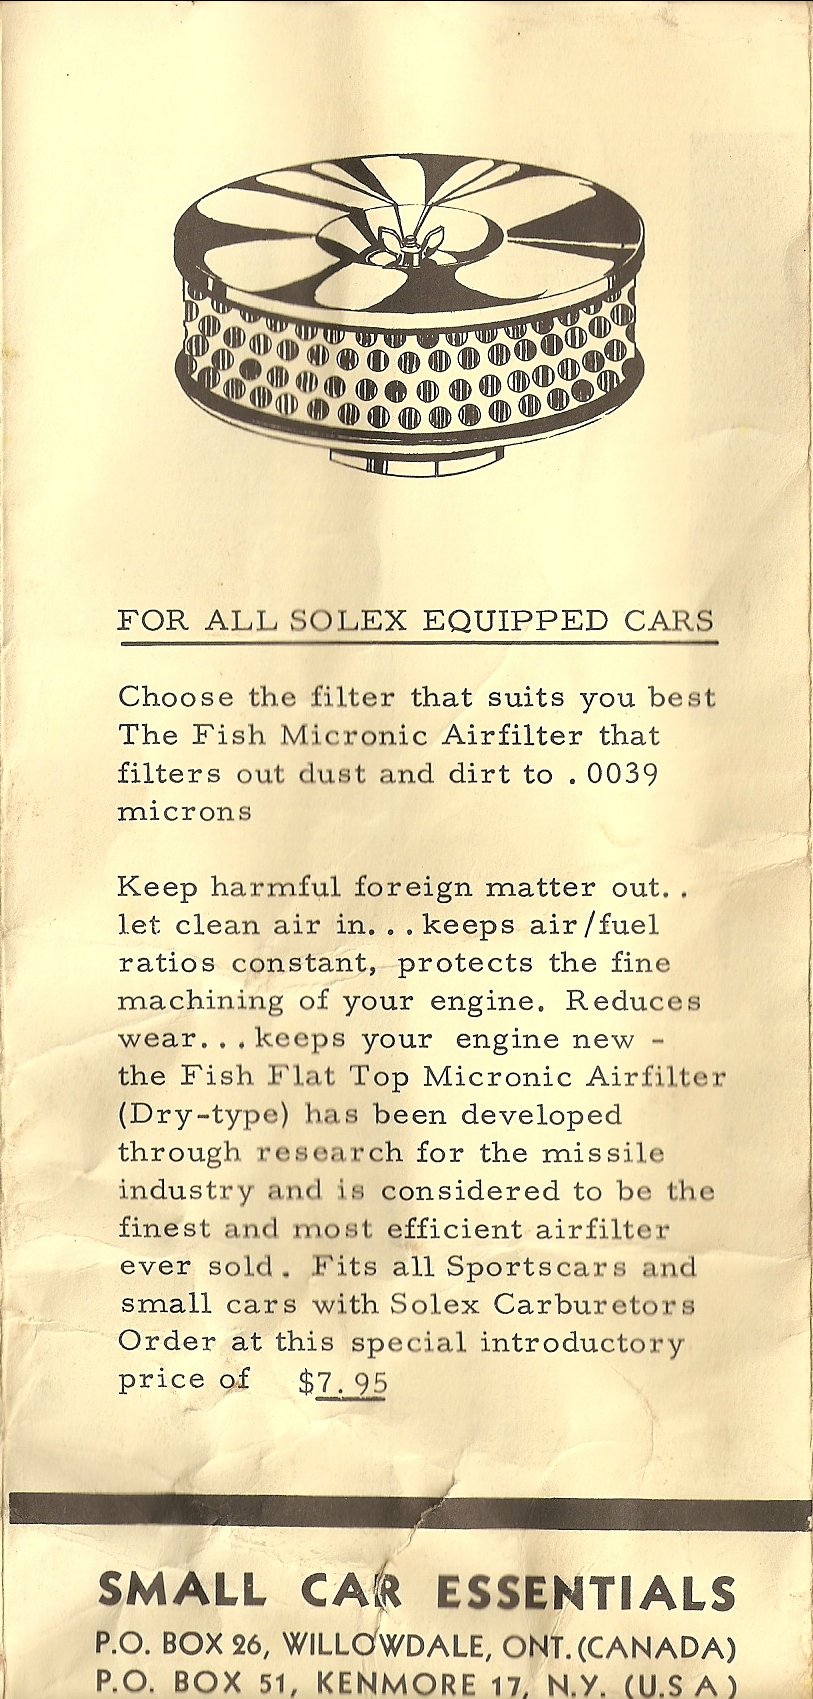 FOR ALL SOLEX EQUIPPED CARS
Choose the filter that suits you best
The Fish Micronic Airfilter that
filters out dust and dirt to .0039
microns
Keep harmful foreign matter out..
let clean air in...keeps air/fuel
ratios constant, protects the fine
machining of your engine. Reduces
wear...keeps your engine new -
the Fish Flat Top Micronic Airfilter
(Dry-type) has been developed
through research for the missile
industry and is considered to be the
finest and most efficient airfilter
ever sold. Fits all Sportscars and
small cars with Solex Carburetors
Order at this special introductory
price of $7.95
SMALL CAR ESSENTIALS
P.O. BOX 26, WILLOWDALE, ONT.(CANADA)
P.O. BOX 51, KENMORE 17, N.Y. (U.S A)